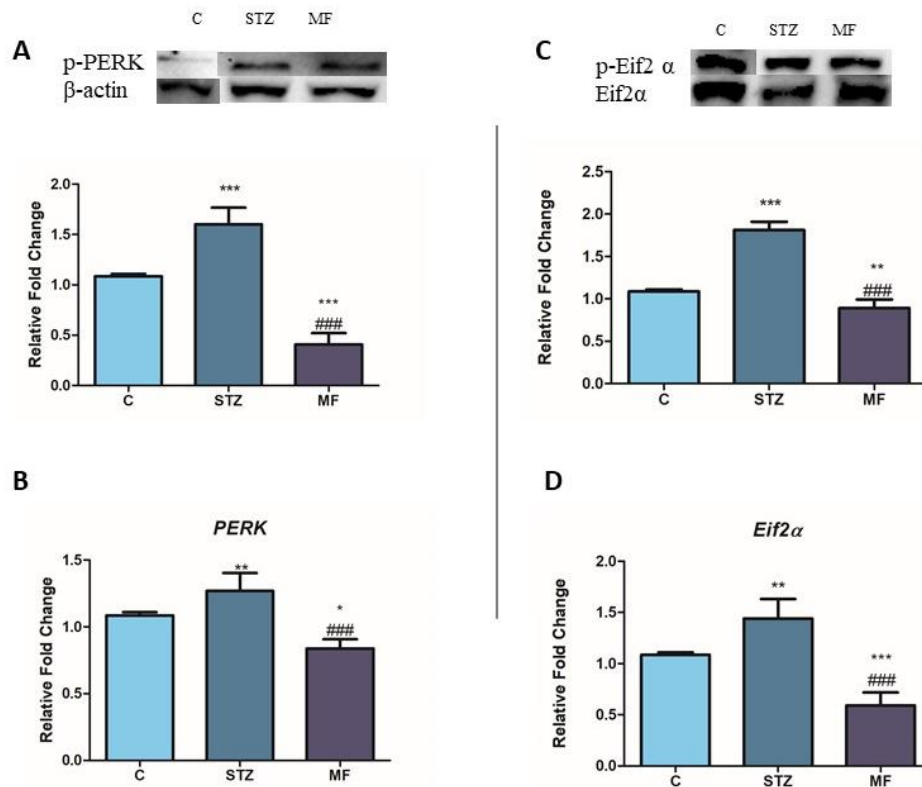 C STZ MF
A
p-PERK
β-actin
Relative Fold Change
2.0
1.5
1.0
0.5
0.0
***
***
###
C STZ MF
B
PERK
Relative Fold Change
1.5
1.0
0.5
0.0
**
*
###
C STZ MF
C STZ MF
C
p-Eif2 α
Eif2α
Relative Fold Change
2.5
2.0
1.5
1.0
0.5
0.0
***
**
###
C STZ MF
D
Eif2α
Relative Fold Change
2.0
1.5
1.0
0.5
0.0
**
***
###
C STZ MF